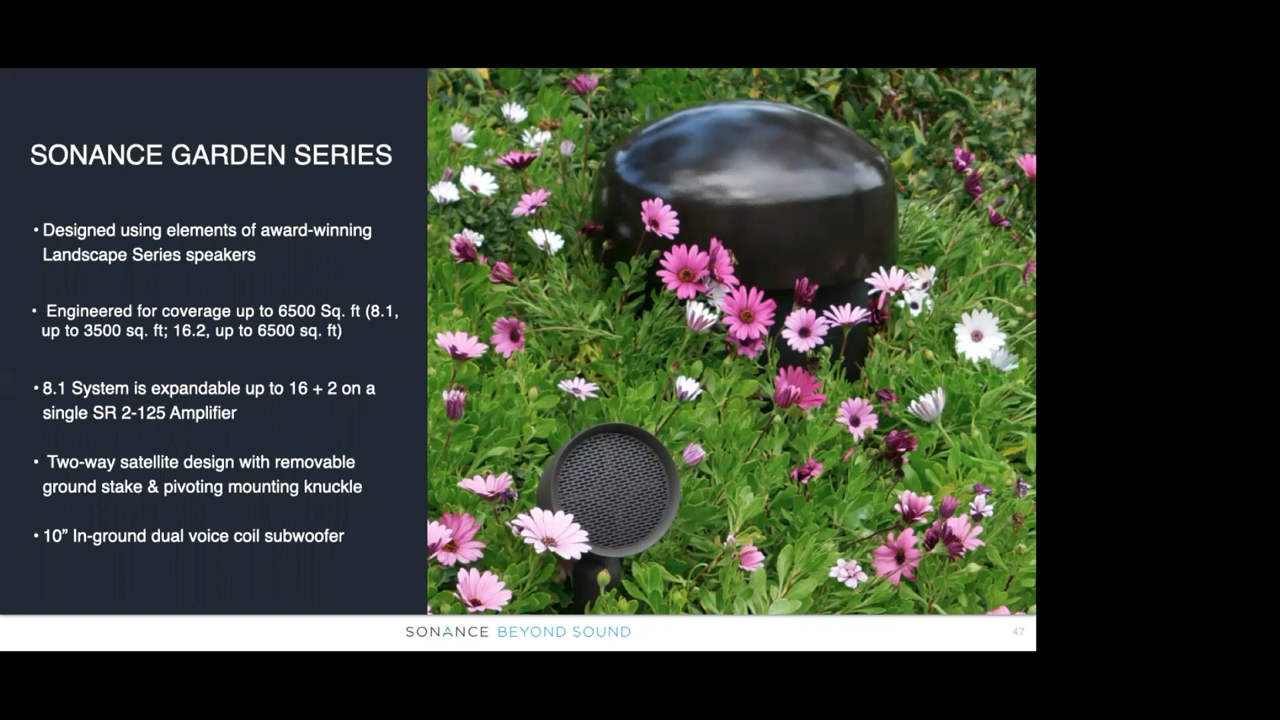 SONANCE GARDEN SERIES
• Designed using elements of award-winning
Landscape Series speakers
• Engineered for coverage up to 6500 Sq. ft (8.1,
up to 3500 sq. ft; 16.2, up to 6500 sq. ft)
• 8.1 System is expandable up to 16 + 2 on a
single SR 2-125 Amplifier
• Two-way satellite design with removable
ground stake & pivoting mounting knuckle
• 10” In-ground dual voice coil subwoofer
SONANCE BEYOND SOUND
47